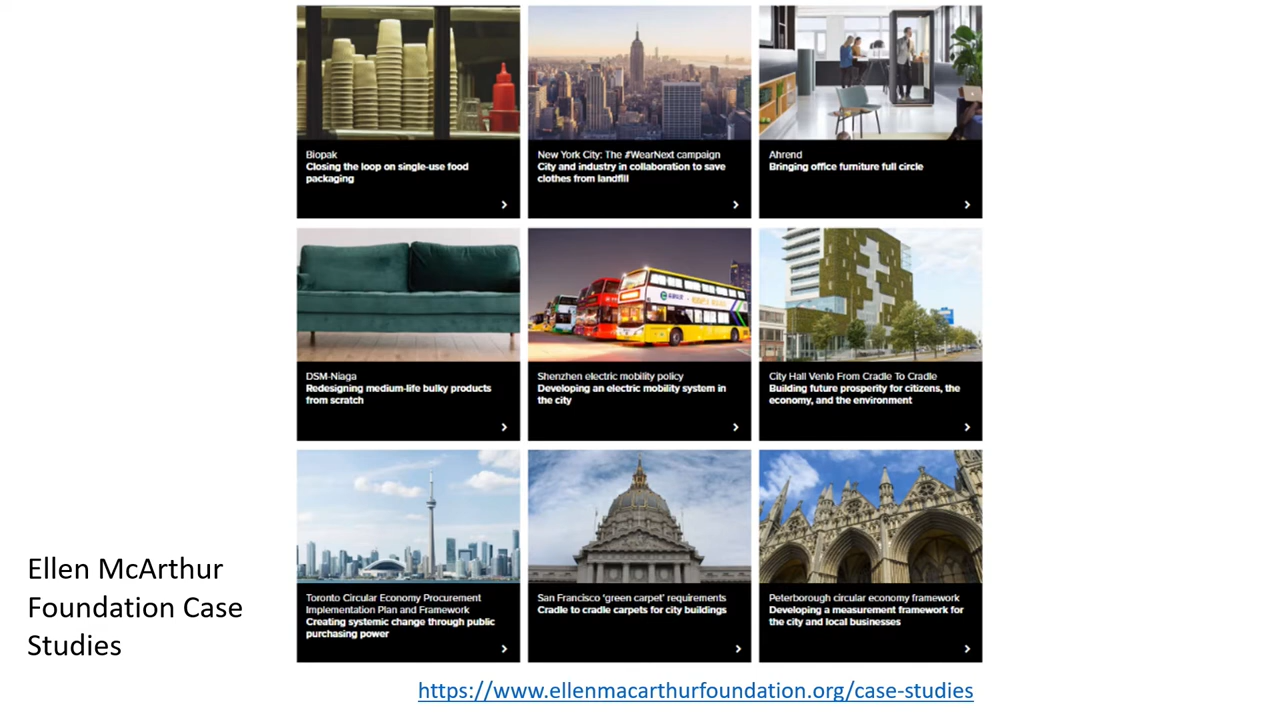 Biopak
Closing the loop on single-use food
packaging
New York City: The #WearNext campaign
City and industry in collaboration to save
clothes from landfill
Ahrend
Bringing office furniture full circle
DSM-Niaga
Redesigning medium-life bulky products
from scratch
Shenzhen electric mobility policy
Developing an electric mobility system in
the city
City Hall Venlo From Cradle To Cradle
Building future prosperity for citizens, the
economy, and the environment
Toronto Circular Economy Procurement
Implementation Plan and Framework
Creating systemic change through public
purchasing power
San Francisco ‘green carpet’ requirements
Cradle to cradle carpets for city buildings
Peterborough circular economy framework
Developing a measurement framework for
the city and local businesses
Ellen McArthur
Foundation Case
Studies
https://www.ellenmacarthurfoundation.org/case-studies